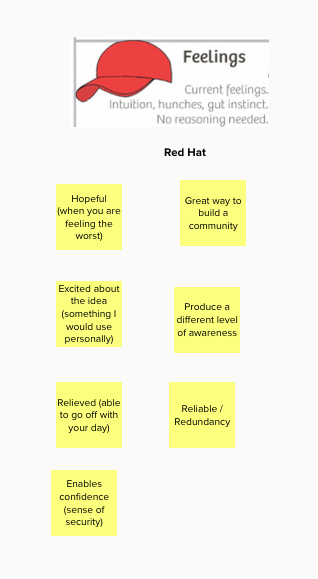 Feelings
Current feelings.
Intuition, hunches, gut instinct.
No reasoning needed.
Red Hat
Hopeful
(when you are
feeling the
worst)
Great way to
build a
community
Excited about
the idea
(something I
would use
personally)
Produce a
different level
of awareness
Relieved (able
to go off with
your day)
Reliable /
Redundancy
Enables
confidence
(sense of
security)